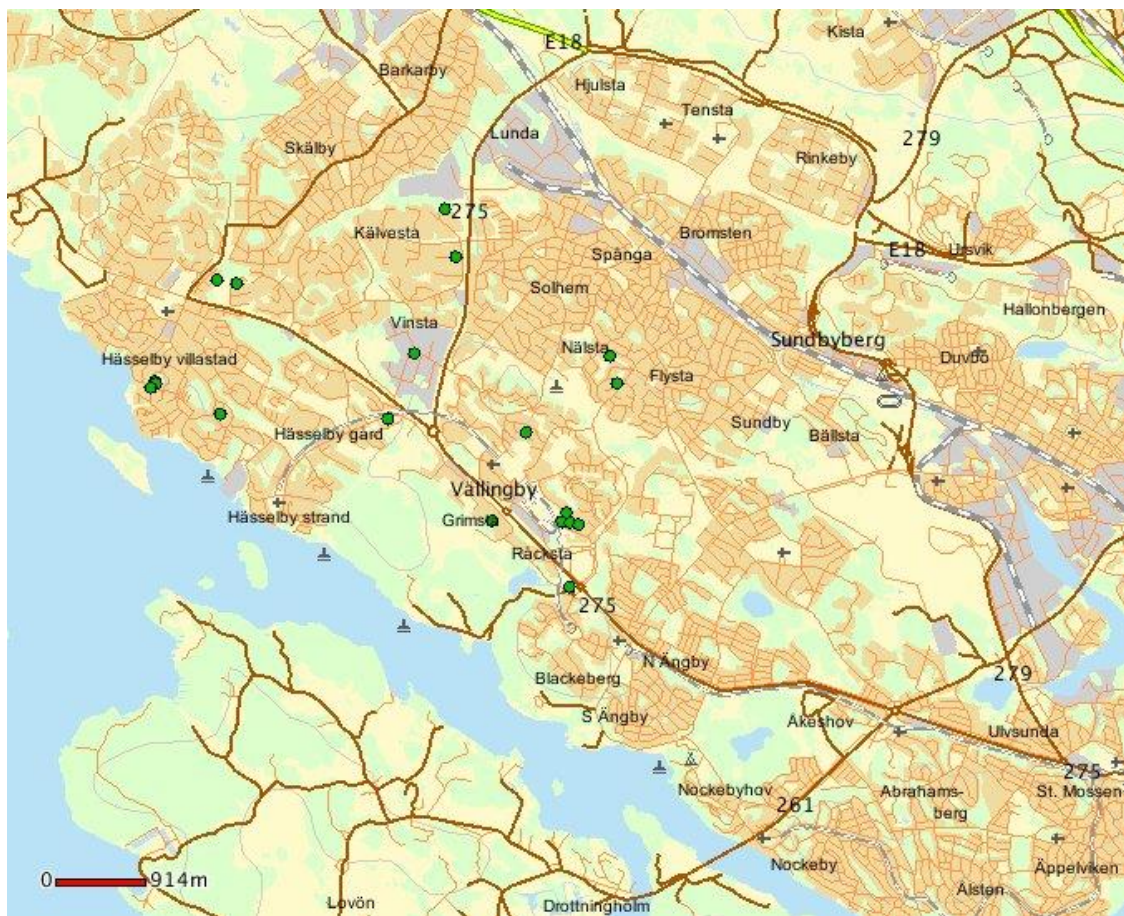 Kista
E18
Barkarby
Hjulsta
Tensta
Lunda
279
Skälby
Rinkeby
275
Kälvesta
Bromsten
Spånga
E18
Ursvik
Solhem
Hallonbergen
Vinsta
Sundbyberg
Nälsta
Duvbo
Hässelby villastad
Flysta
Sundby
Hässelby gård
Bällsta
Vällingby
Hässelby strand
Grimsta
Råcksta
275
N Ängby
279
Blackeberg
S Ängby
Åkeshov
Ulvsunda
275
Nockebyhov
Abrahams-
berg
St. Mossen
261
Nockeby
Äppelviken
0
914m
Ålsten
Lovön
Drottningholm